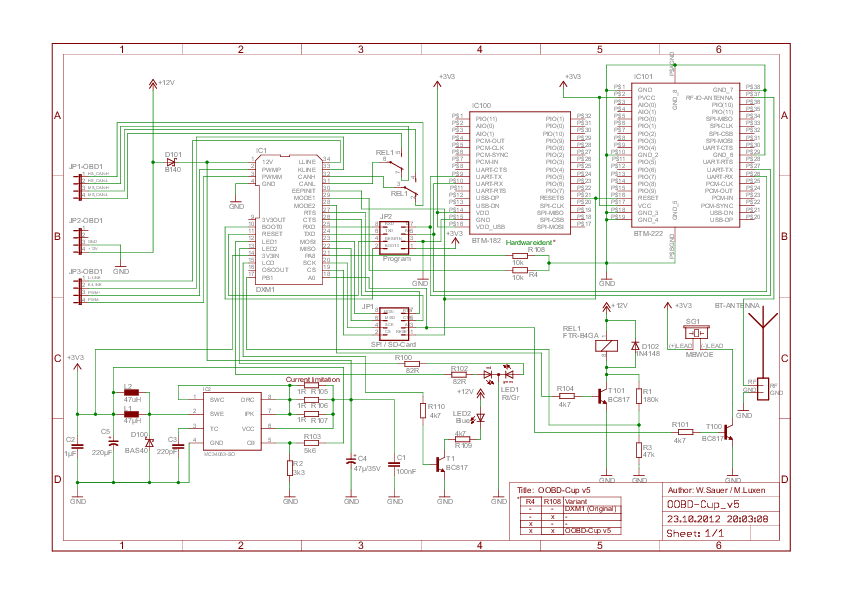 1 2 3 4 5 6
A
B
C
D
A
B
C
D
+12V
D101
B140
IC1
12V
PWMP
PWMM
GND
3V3OUT
BOOT0
RESET
LED1
LED2
3V3IN
LCD
OSCOUT
PB1
LLINE
KLINE
CANH
CANL
EEPINIT
MODE1
MODE2
RTS
CTS
RXD
TXD
MOSI
MISO
PA8
SCK
CS
A0
DXM1
GND
JP1-OBD1
JP2-OBD1
GND
JP3-OBD1
REL1
REL1
JP2
Program
JP1
SPI / SD-Card
+3V3
GND
+3V3
IC100
PIO(11)
AIO(0)
AIO(1)
PCM-OUT
PCM-CLK
PCM-SYNC
PCM-IN
UART-CTS
UART-TX
UART-RX
UART-RTS
USB-DP
USB-DN
VDD
GND
VDD_USB
PIO(1)
PIO(0)
PIO(10)
PIO(9)
PIO(8)
PIO(2)
PIO(3)
PIO(5)
PIO(4)
PIO(6)
PIO(7)
RESETB
SPI-CLK
SPI-MISO
SPI-CSB
SPI-MOSI
BTM-182
Hardwareident*
R108
10k
10k
R4
+3V3
IC101
GND
PVCC
AIO(0)
AIO(1)
PIO(0)
PIO(1)
PIO(2)
PIO(3)
GND_2
PIO(4)
PIO(5)
PIO(6)
PIO(7)
PIO(8)
PIO(9)
RESET
VCC
GND_3
GND_4
GND_7
RF-IO-ANTENNA
PIO(11)
PIO(10)
SPI-MISO
SPI-CLK
SPI-CSB
SPI-MOSI
UART-CTS
GND_6
UART-RTS
UART-TX
UART-RX
PCM-OUT
PCM-CLK
PCM-IN
PCM-SYNC
USB-DN
USB-DP
GND_8
GND_5
BTM-222
GND
+12V
REL1
FTR-B4GA
D102
1N4148
+3V3
SG1
(+)LEAD
(-)LEAD
MBWOE
BT-ANTENNA
RF
RF
GND
R104
4k7
T101
BC817
R1
180k
R3
47k
R101
4k7
T100
BC817
GND
GND
GND
R100
82R
R102
82R
LED1
Rt/Gr
+12V
LED2
Blue
4k7
R109
R110
4k7
T1
BC817
GND
GND
+3V3
L2
47uH
L1
47µH
C2
1µF
C5
220µF
D100
BAS40
C3
220pF
IC2
SWC
SWE
TC
GND
DRC
IPK
VCC
CII
MC34063-SO
Current limitation
1R R105
1R R106
1R R107
R103
5k6
R2
3k3
C4
47µ/35V
C1
100nF
GND
GND
GND
GND
GND
Title: OOBD-Cup v5
* R4 R108 Variant
- - DXM1 (Original)
- x -
x - -
x x OOBD-Cup v5
Author: W.Sauer / M.Luxen
OOBD-Cup_v5
23.10.2012 20:03:08
Sheet: 1/1
1 2 3 4 5 6